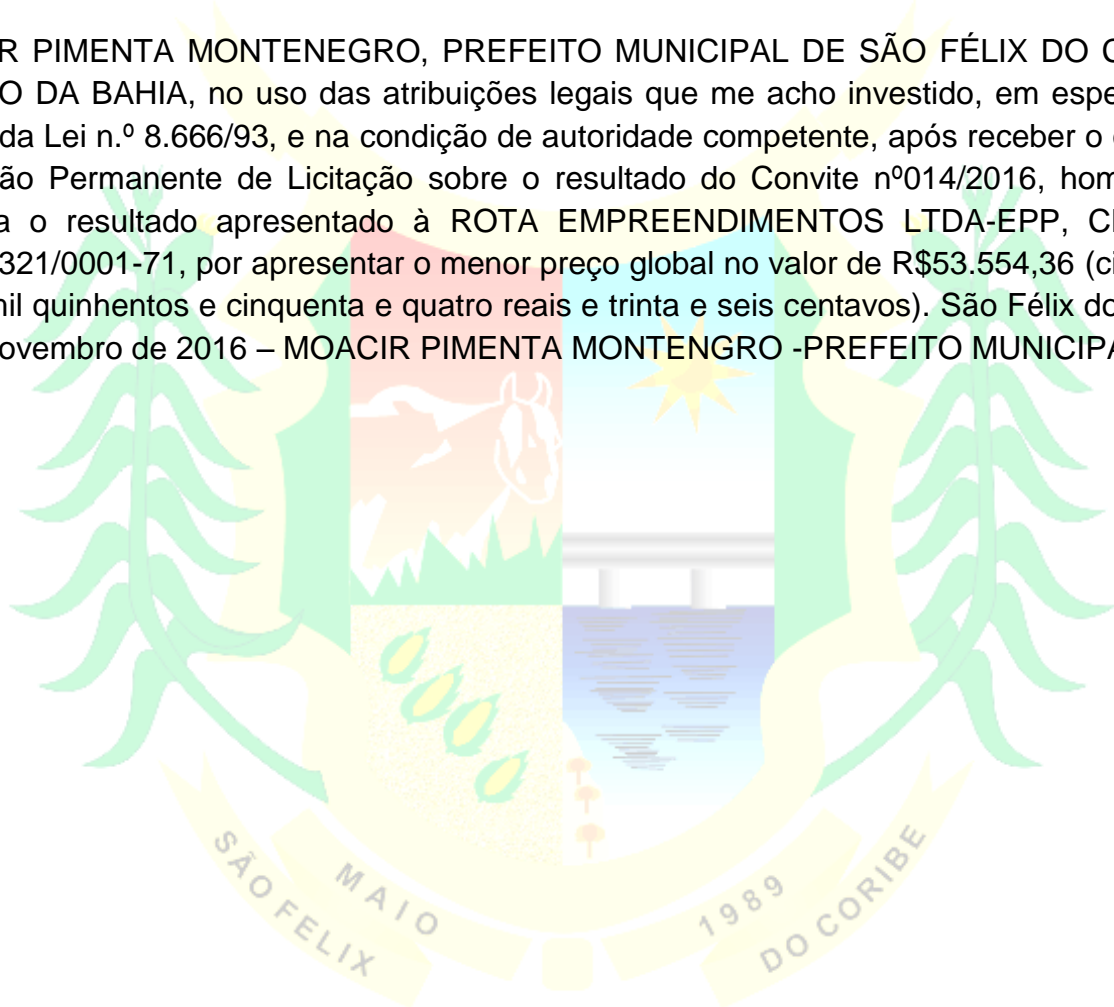 R PIMENTA MONTENEGRO, PREFEITO MUNICIPAL DE SÃO FÉLIX DO
O DA BAHIA, no uso das atribuições legais que me acho investido, em espe
da Lei n.º 8.666/93, e na condição de autoridade competente, após receber o
ão Permanente de Licitação sobre o resultado do Convite nº014/2016, hom
a o resultado apresentado à ROTA EMPREENDIMENTOS LTDA-EPP, C
321/0001-71, por apresentar o menor preço global no valor de R$53.554,36 (ci
nil quinhentos e cinquenta e quatro reais e trinta e seis centavos). São Félix do
ovembro de 2016 – MOACIR PIMENTA MONTENGRO -PREFEITO MUNICIPA
SÃO FELIX MAIO 1989 DO CORIBE